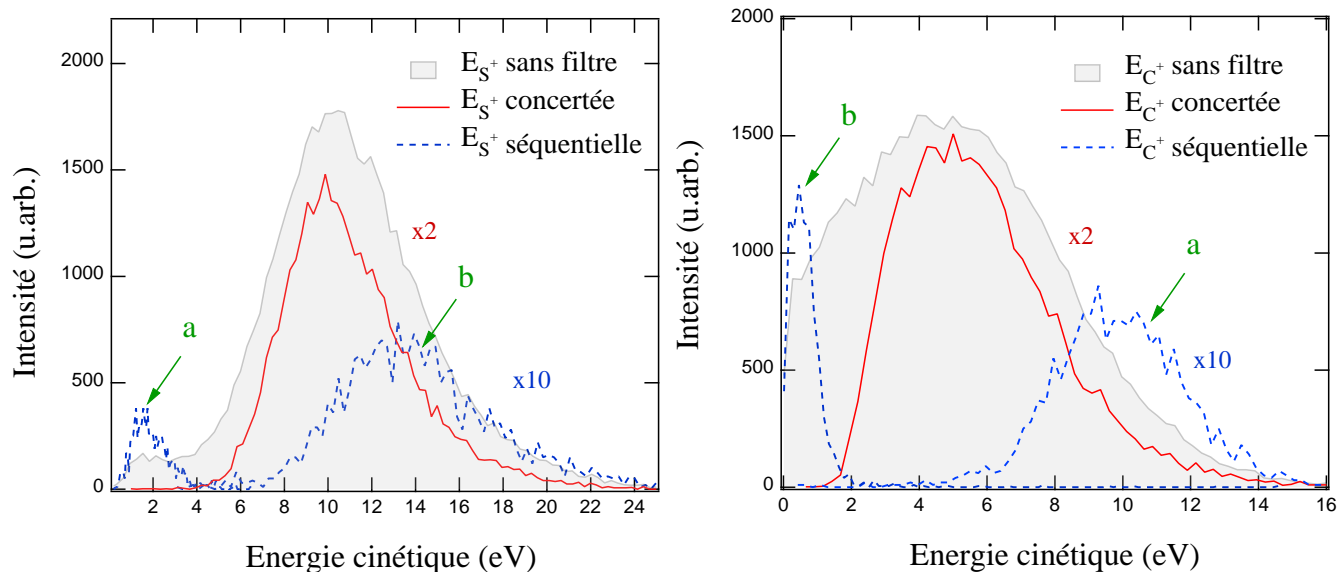 Intensité (u.arb.)
2000
1500
1000
500
0
E_S+ sans filtre
E_S+ concertée
E_S+ séquentielle
x2
b
a
x10
2 4 6 8 10 12 14 16 18 20 22 24
Energie cinétique (eV)
Intensité (u.arb.)
2000
1500
1000
500
0
E_C+ sans filtre
E_C+ concertée
E_C+ séquentielle
b
x2
a
x10
0 2 4 6 8 10 12 14 16
Energie cinétique (eV)